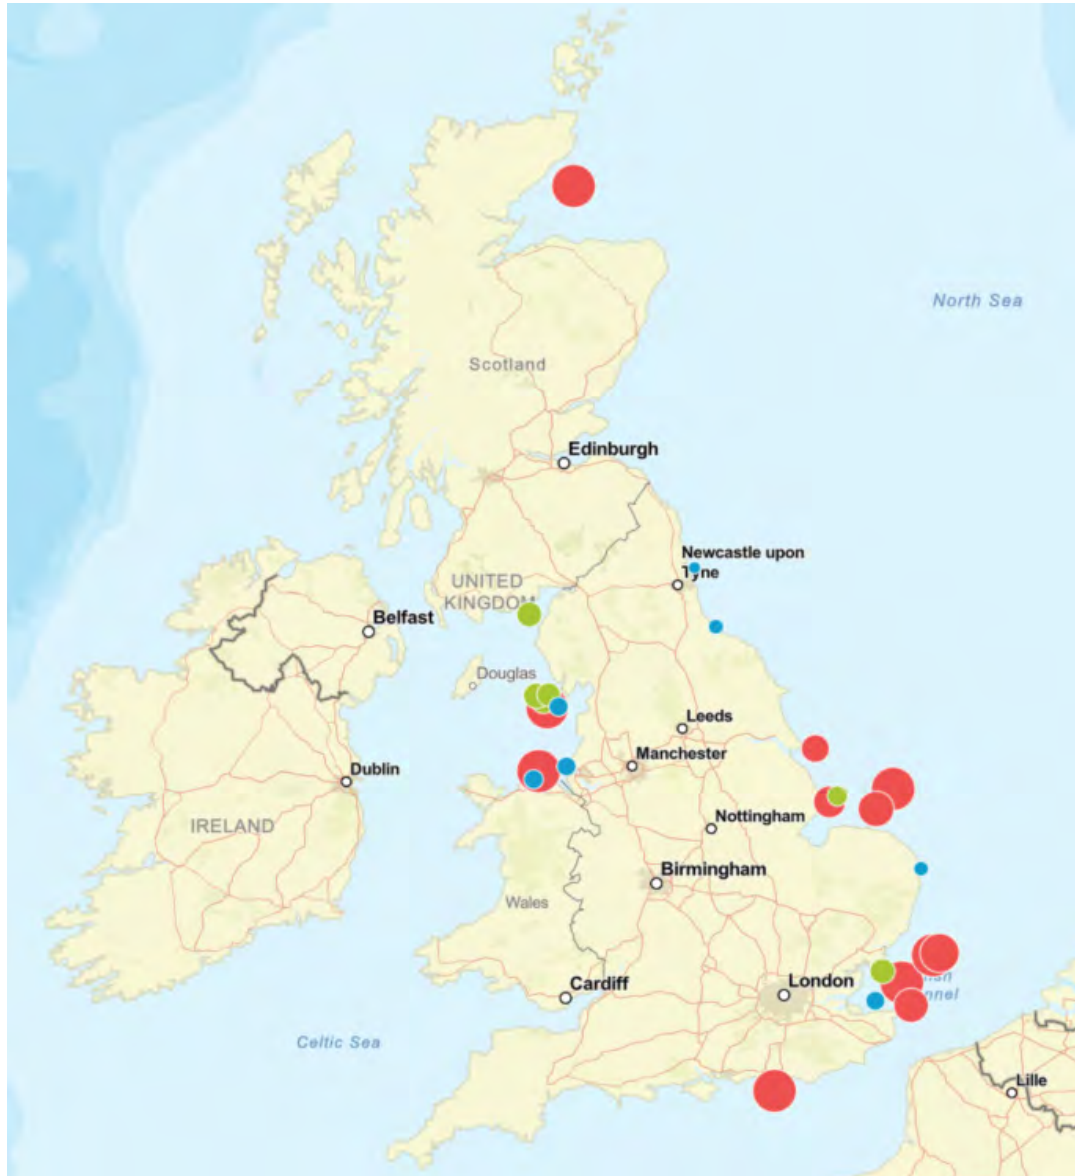 North Sea
Scotland
Edinburgh
Newcastle upon
Tyne
UNITED
KINGDOM
Belfast
Douglas
Leeds
Manchester
Dublin
IRELAND
Nottingham
Birmingham
Wales
Cardiff
London
Celtic Sea
Lille